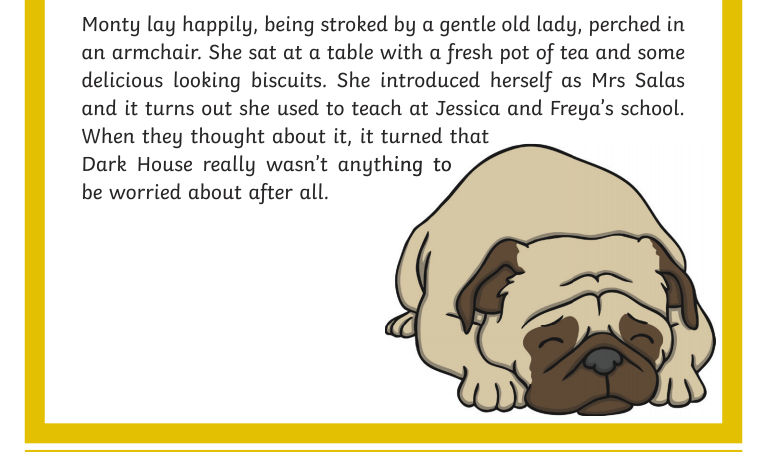 Monty lay happily, being stroked by a gentle old lady, perched in
an armchair. She sat at a table with a fresh pot of tea and some
delicious looking biscuits. She introduced herself as Mrs Salas
and it turns out she used to teach at Jessica and Freya's school.
When they thought about it, it turned that
Dark House really wasn't anything to
be worried about after all.